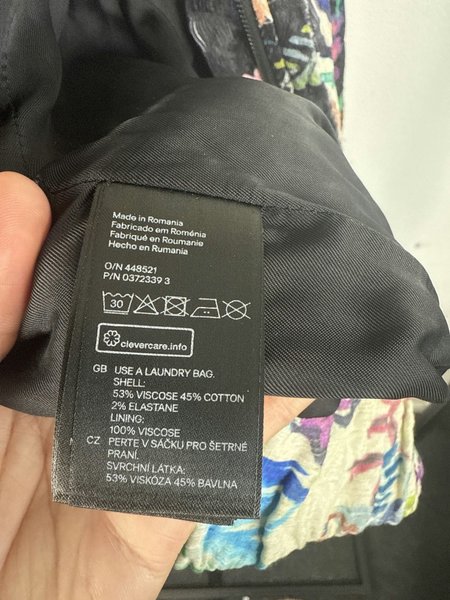 Made in Romania
Fabricado em Roménia
Fabriqué en Roumanie
Hecho en Rumania
O/N 448521
P/N 0372339 3
30
clevercare.info
GB USE A LAUNDRY BAG.
SHELL:
53% VISCOSE 45% COTTON
2% ELASTANE
LINING:
100% VISCOSE
CZ PERTE V SÁČKU PRO ŠETRNÉ
PRANÍ.
SVRCHNÍ LÁTKA:
53% VISKÓZA 45% BAVLNA